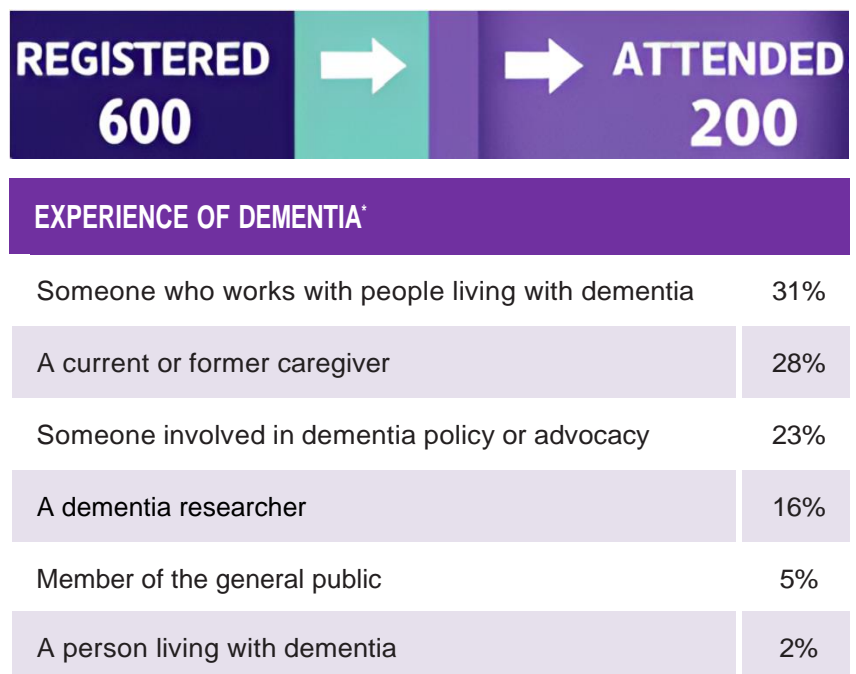 REGISTERED
600
ATTENDED
200
EXPERIENCE OF DEMENTIA*
Someone who works with people living with dementia 31%
A current or former caregiver 28%
Someone involved in dementia policy or advocacy 23%
A dementia researcher 16%
Member of the general public 5%
A person living with dementia 2%